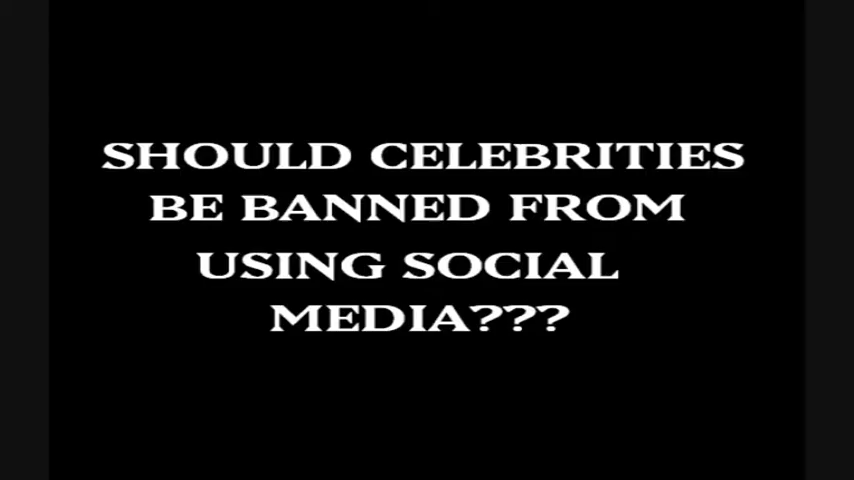 SHOULD CELEBRITIES
BE BANNED FROM
USING SOCIAL
MEDIA???